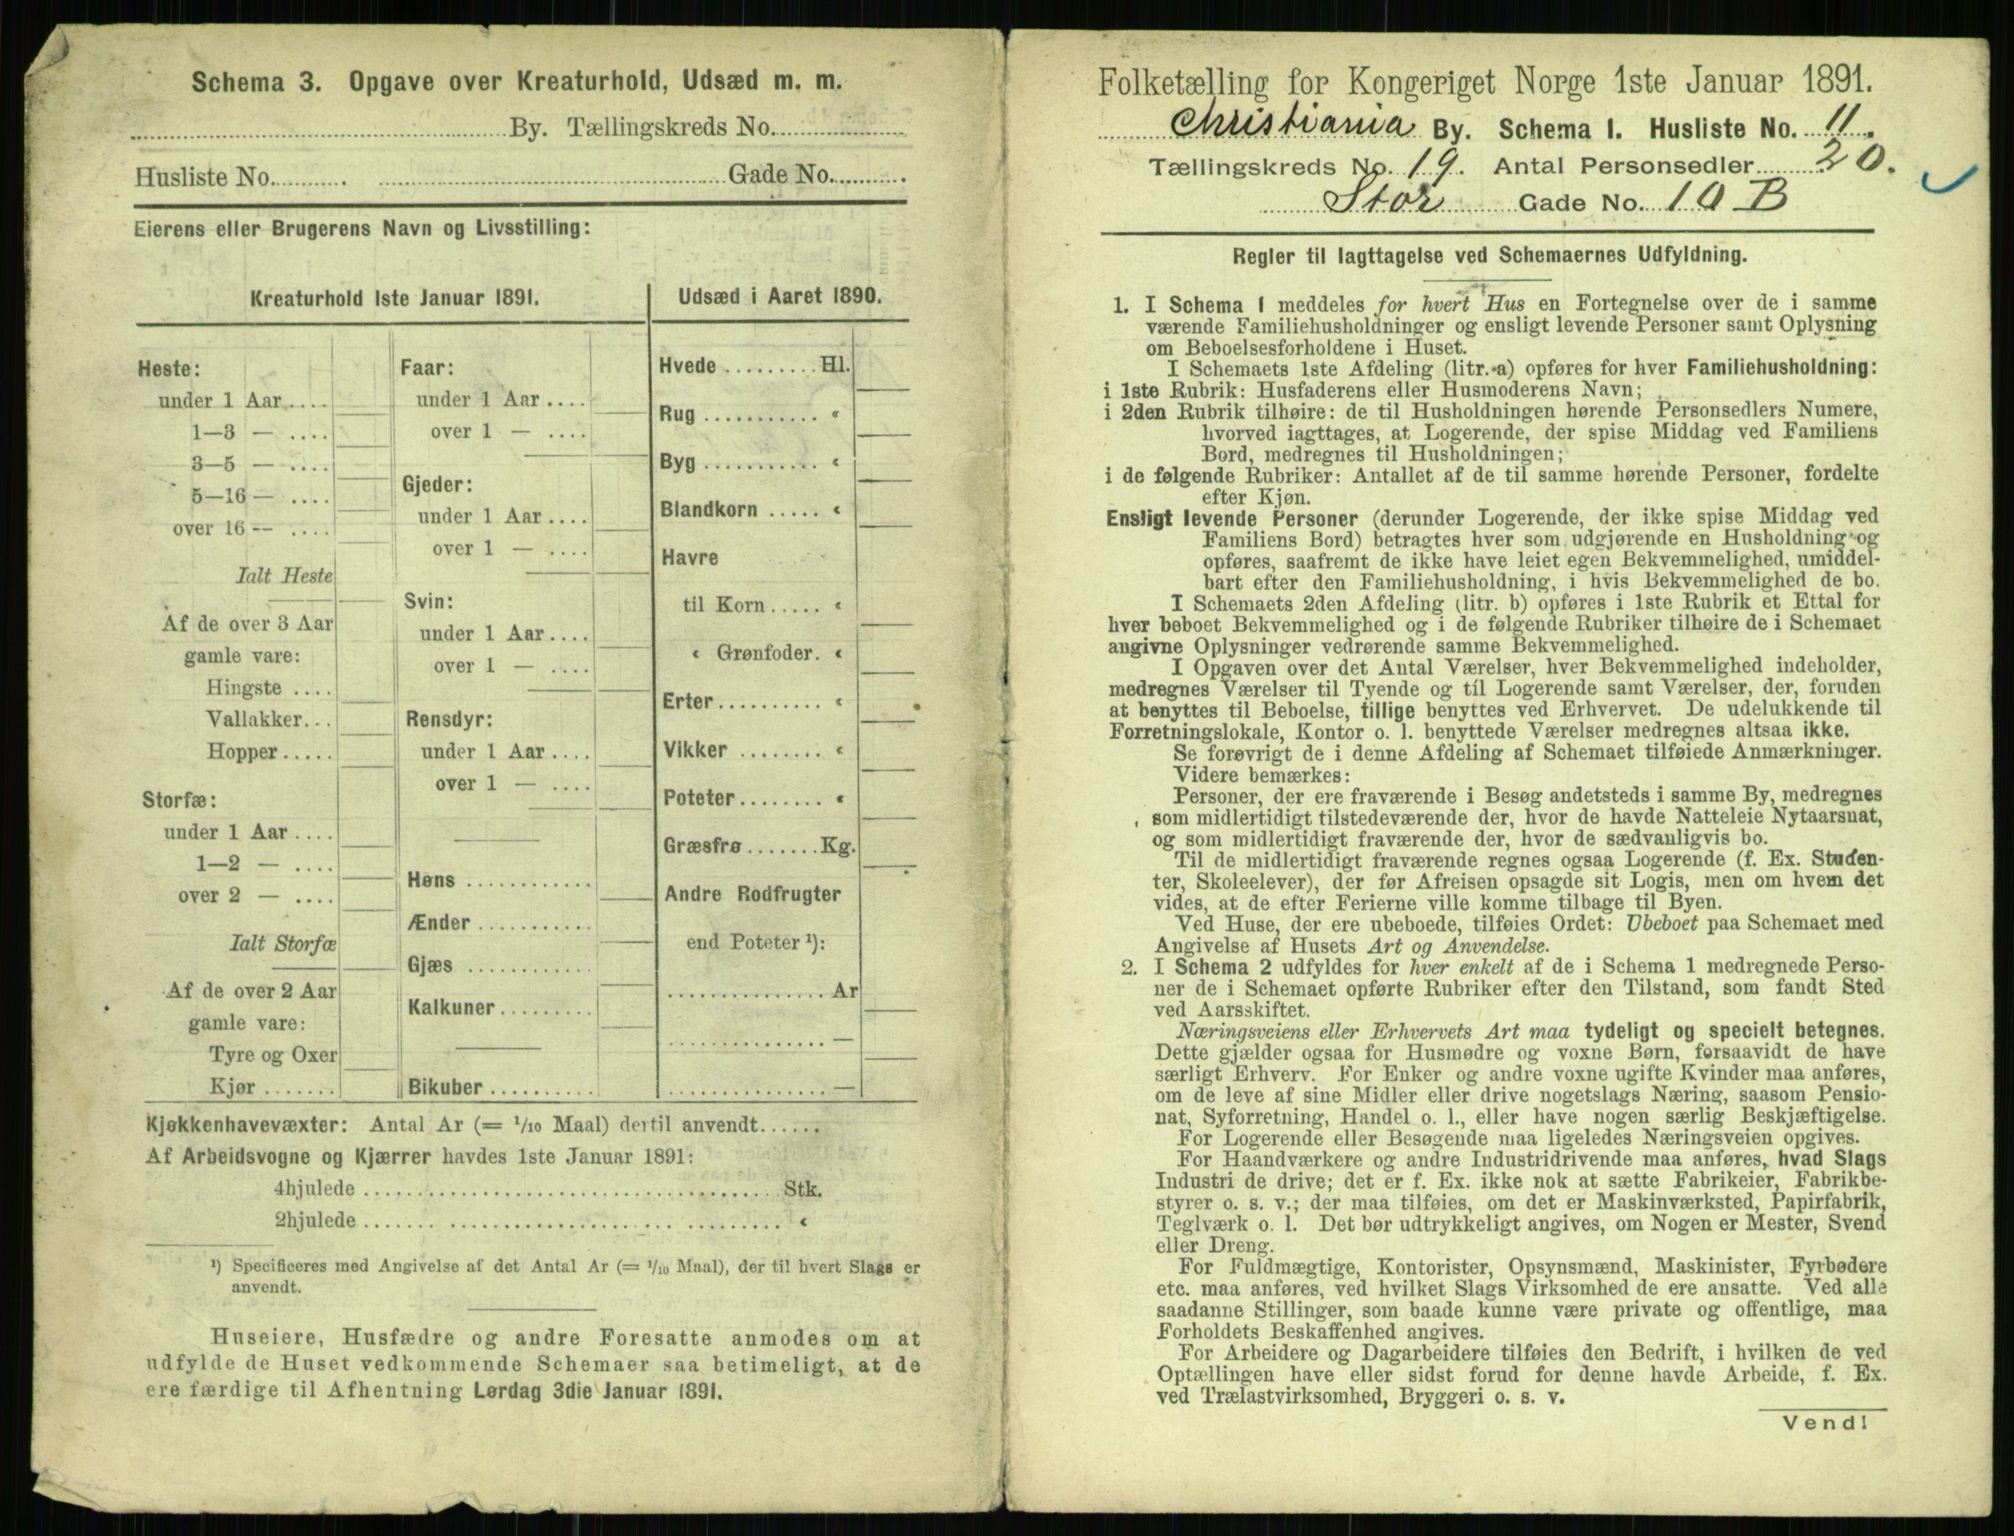 Schema 3. Opgave over Kreaturhold, Udsæd m. m.
By. Tællingskreds No.
Husliste No. Gade No.
Eierens eller Brugerens Navn og Livsstilling:
Kreaturhold 1ste Januar 1891.
Heste:
under 1 Aar....
1—3 — ....
3—5 — ....
5—16 — ....
over 16 — ....
Ialt Heste
Af de over 3 Aar
gamle vare:
Hingste ....
Vallakker...
Hopper.....
Storfæ:
under 1 Aar....
1—2 — ....
over 2 — ....
Ialt Storfæ
Af de over 2 Aar
gamle vare:
Tyre og Oxer
Kjør .......
Faar:
under 1 Aar....
over 1 — ....
Gjeder:
under 1 Aar....
over 1 — ....
Svin:
under 1 Aar....
over 1 — ....
Rensdyr:
under 1 Aar....
over 1 — ....
Høns ............
Ænder ...........
Gjæs ............
Kalkuner.........
Bikuber..........
Udsæd i Aaret 1890.
Hvede.........Hl.
Rug........... «
Byg........... «
Blandkorn ..... «
Havre
til Korn..... «
« Grønfoder. «
Erter.......... «
Vikker ........ «
Poteter........ «
Græsfrø.......Kg.
Andre Rodfrugter
end Poteter ¹):
............... Ar
............... —
............... —
Kjøkkenhavevæxter: Antal Ar (= 1/10 Maal) dertil anvendt......
Af Arbeidsvogne og Kjærrer havdes 1ste Januar 1891:
4hjulede ........................................ Stk.
2hjulede ........................................ «
¹) Specificeres med Angivelse af det Antal Ar (= 1/10 Maal), der til hvert Slags er
anvendt.
Huseiere, Husfædre og andre Foresatte anmodes om at
udfylde de Huset vedkommende Schemaer saa betimeligt, at de
ere færdige til Afhentning Lørdag 3die Januar 1891.
Folketælling for Kongeriget Norge 1ste Januar 1891.
Christiania By. Schema I. Husliste No. 11.
Tællingskreds No. 19. Antal Personsedler 20.
Stor Gade No. 10 B
Regler til Iagttagelse ved Schemaernes Udfyldning.
1. I Schema 1 meddeles for hvert Hus en Fortegnelse over de i samme
værende Familiehusholdninger og ensligt levende Personer samt Oplysning
om Beboelsesforholdene i Huset.
I Schemaets 1ste Afdeling (litr. a) opføres for hver Familiehusholdning:
i 1ste Rubrik: Husfaderens eller Husmoderens Navn;
i 2den Rubrik tilhøire: de til Husholdningen hørende Personsedlers Numere,
hvorved iagttages, at Logerende, der spise Middag ved Familiens
Bord, medregnes til Husholdningen;
i de følgende Rubriker: Antallet af de til samme hørende Personer, fordelte
efter Kjøn.
Ensligt levende Personer (derunder Logerende, der ikke spise Middag ved
Familiens Bord) betragtes hver som udgjørende en Husholdning og
opføres, saafremt de ikke have leiet egen Bekvemmelighed, umiddel-
bart efter den Familiehusholdning, i hvis Bekvemmelighed de bo.
I Schemaets 2den Afdeling (litr. b) opføres i 1ste Rubrik et Ettal for
hver beboet Bekvemmelighed og i de følgende Rubriker tilhøire de i Schemaet
angivne Oplysninger vedrørende samme Bekvemmelighed.
I Opgaven over det Antal Værelser, hver Bekvemmelighed indeholder,
medregnes Værelser til Tyende og til Logerende samt Værelser, der, foruden
at benyttes til Beboelse, tillige benyttes ved Erhvervet. De udelukkende til
Forretningslokale, Kontor o. l. benyttede Værelser medregnes altsaa ikke.
Se forøvrigt de i denne Afdeling af Schemaet tilføiede Anmærkninger.
Videre bemærkes:
Personer, der ere fraværende i Besøg andetsteds i samme By, medregnes
som midlertidigt tilstedeværende der, hvor de havde Natteleie Nytaarsnat,
og som midlertidigt fraværende der, hvor de sædvanligvis bo.
Til de midlertidigt fraværende regnes ogsaa Logerende (f. Ex. Studen-
ter, Skoleelever), der før Afreisen opsagde sit Logis, men om hvem det
vides, at de efter Ferierne ville komme tilbage til Byen.
Ved Huse, der ere ubeboede, tilføies Ordet: Ubeboet paa Schemaet med
Angivelse af Husets Art og Anvendelse.
2. I Schema 2 udfyldes for hver enkelt af de i Schema 1 medregnede Perso-
ner de i Schemaet opførte Rubriker efter den Tilstand, som fandt Sted
ved Aarsskiftet.
Næringsveiens eller Erhvervets Art maa tydeligt og specielt betegnes.
Dette gjælder ogsaa for Husmødre og voxne Børn, forsaavidt de have
særligt Erhverv. For Enker og andre voxne ugifte Kvinder maa anføres,
om de leve af sine Midler eller drive nogetslags Næring, saasom Pensio-
nat, Syforretning, Handel o. l., eller have nogen særlig Beskjæftigelse.
For Logerende eller Besøgende maa ligeledes Næringsveien opgives.
For Haandværkere og andre Industridrivende maa anføres, hvad Slags
Industri de drive; det er f. Ex. ikke nok at sætte Fabrikeier, Fabrikbe-
styrer o. s. v.; der maa tilføies, om det er Maskinværksted, Papirfabrik,
Teglværk o. l. Det bør udtrykkeligt angives, om Nogen er Mester, Svend
eller Dreng.
For Fuldmægtige, Kontorister, Opsynsmænd, Maskinister, Fyrbødere
etc. maa anføres, ved hvilket Slags Virksomhed de ere ansatte. Ved alle
saadanne Stillinger, som baade kunne være private og offentlige, maa
Forholdets Beskaffenhed angives.
For Arbeidere og Dagarbeidere tilføies den Bedrift, i hvilken de ved
Optællingen have eller sidst forud for denne havde Arbeide, f. Ex.
ved Trælastvirksomhed, Bryggeri o. s. v.
Vend!